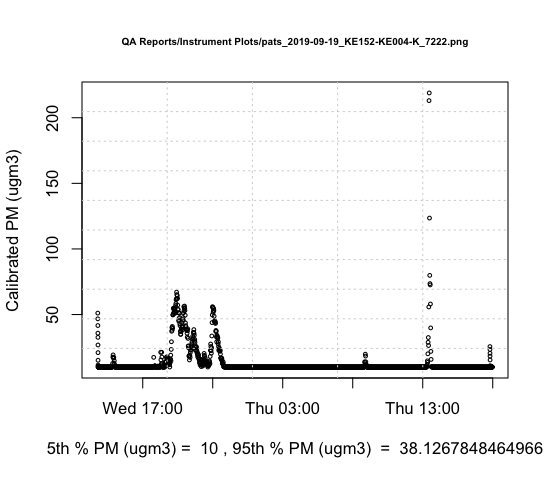 QA Reports/Instrument Plots/pats_2019-09-19_KE152-KE004-K_7222.png
Calibrated PM (ugm3)
200
150
100
50
Wed 17:00 Thu 03:00 Thu 13:00
5th % PM (ugm3) = 10 , 95th % PM (ugm3) = 38.1267848464966